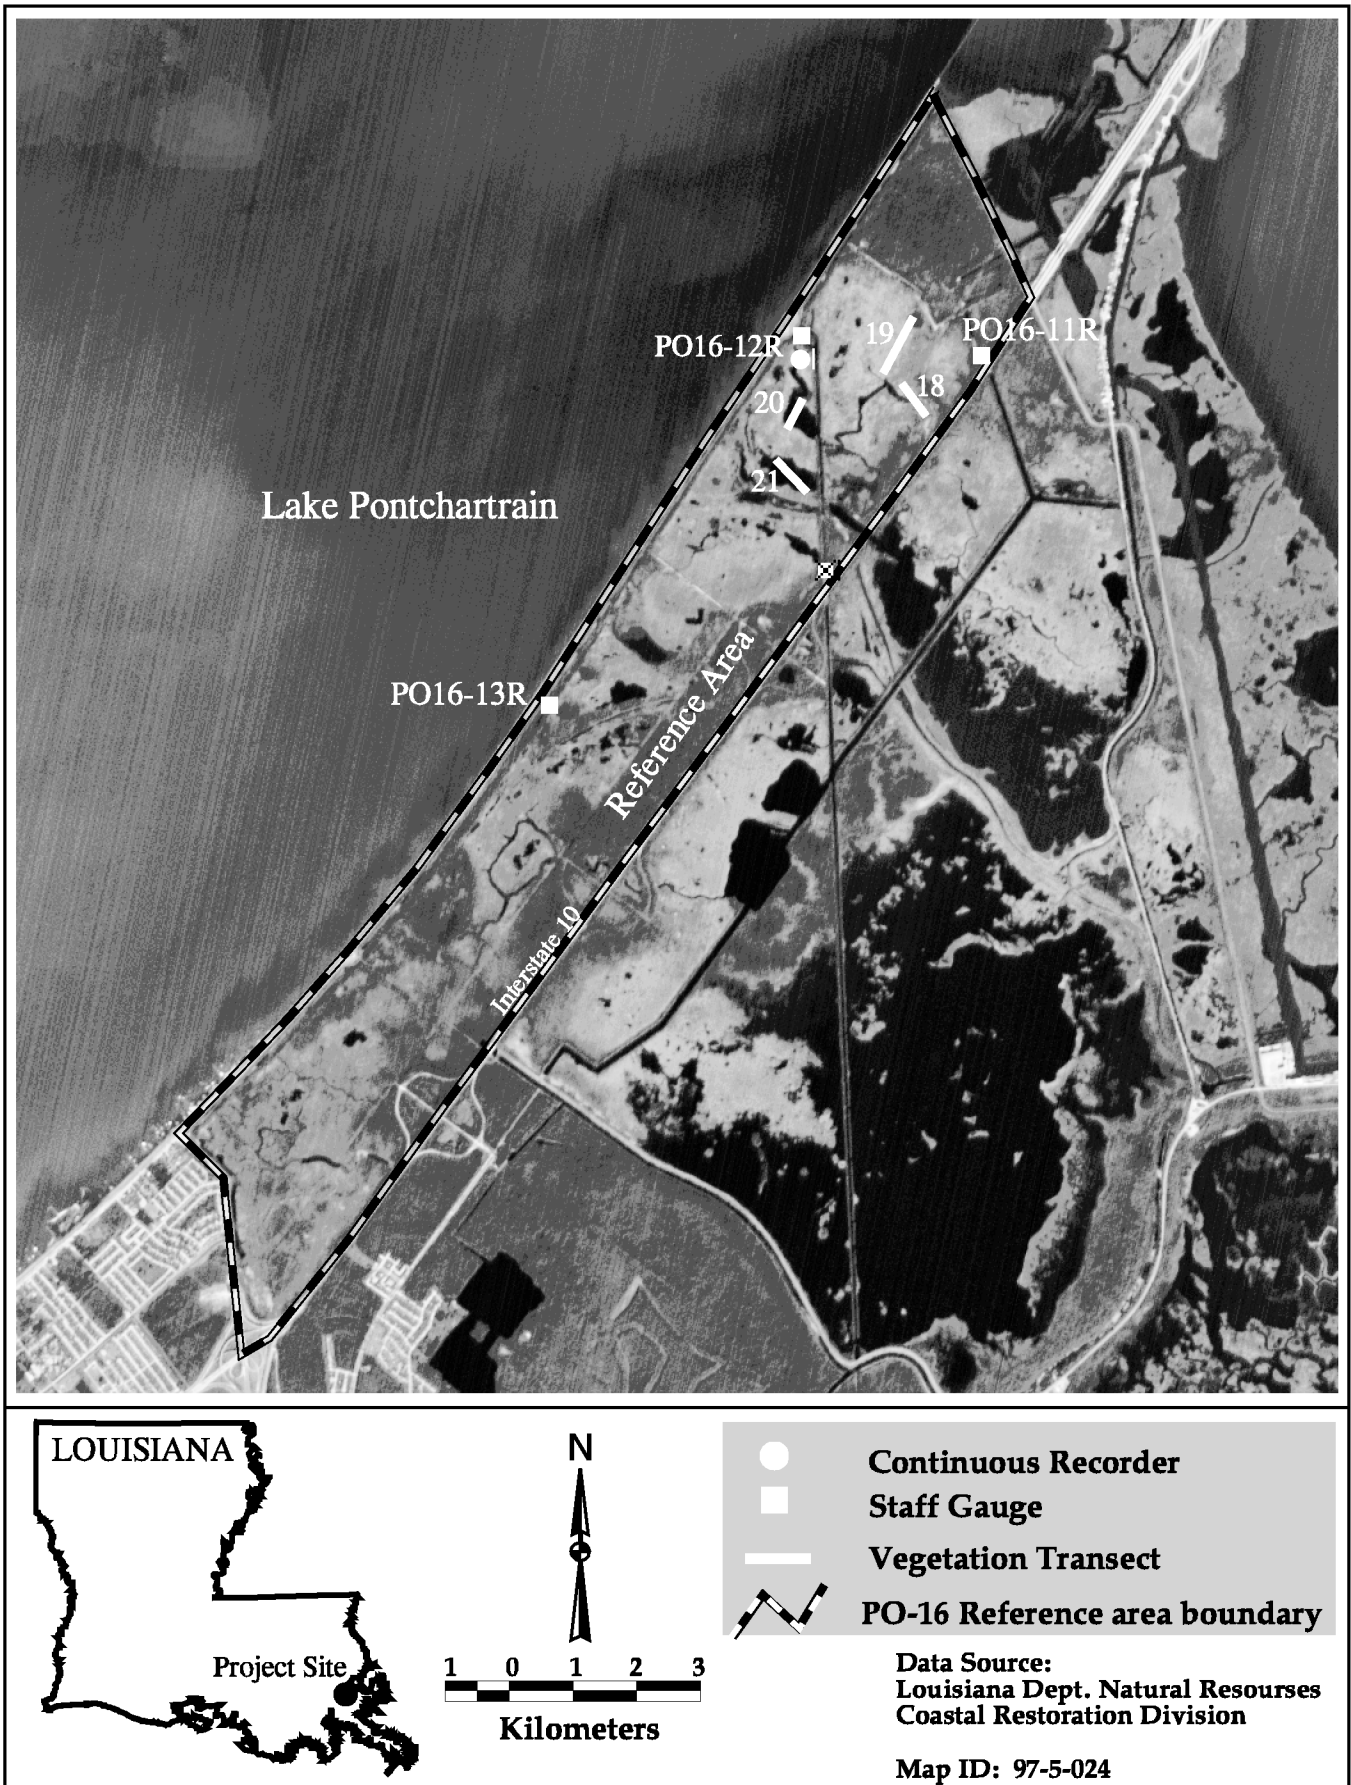 PO16-12R
19
PO16-11R
18
20
21
Lake Pontchartrain
Reference Area
PO16-13R
Interstate 10
LOUISIANA
Project Site
N
1 0 1 2 3
Kilometers
Continuous Recorder
Staff Gauge
Vegetation Transect
PO-16 Reference area boundary
Data Source:
Louisiana Dept. Natural Resourses
Coastal Restoration Division
Map ID: 97-5-024